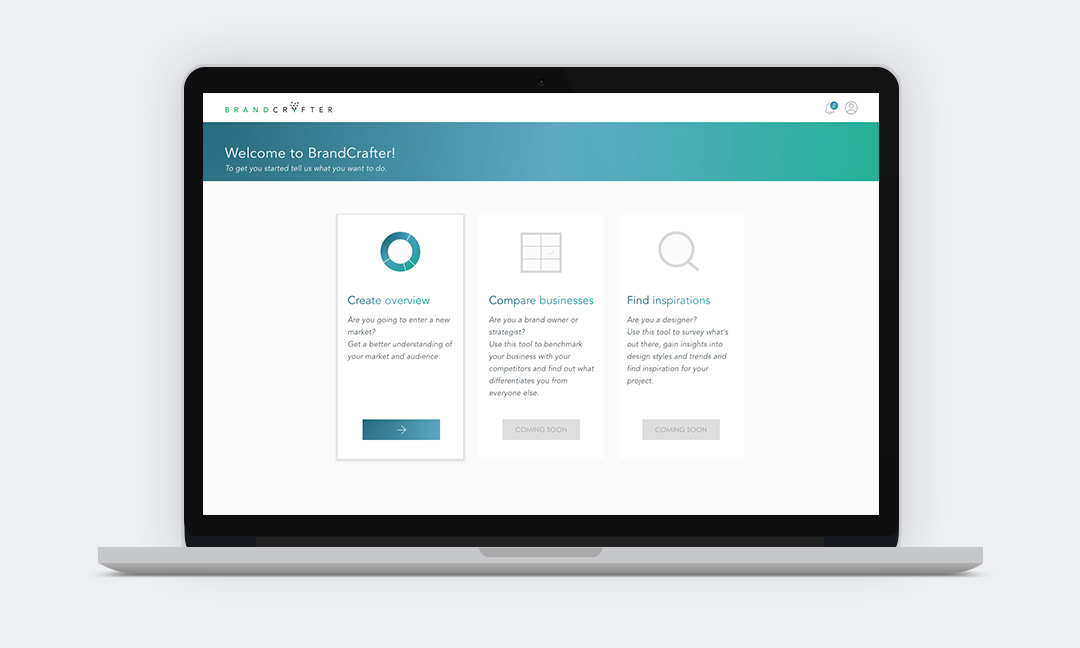 BRANDCRAFTER
2
Welcome to BrandCrafter!
To get you started tell us what you want to do.
Create overview
Are you going to enter a new
market?
Get a better understanding of
your market and audience.
Compare businesses
Are you a brand owner or
strategist?
Use this tool to benchmark
your business with your
competitors and find out what
differentiates you from
everyone else.
COMING SOON
Find inspirations
Are you a designer?
Use this tool to survey what's
out there, gain insights into
design styles and trends and
find inspiration for your
project.
COMING SOON